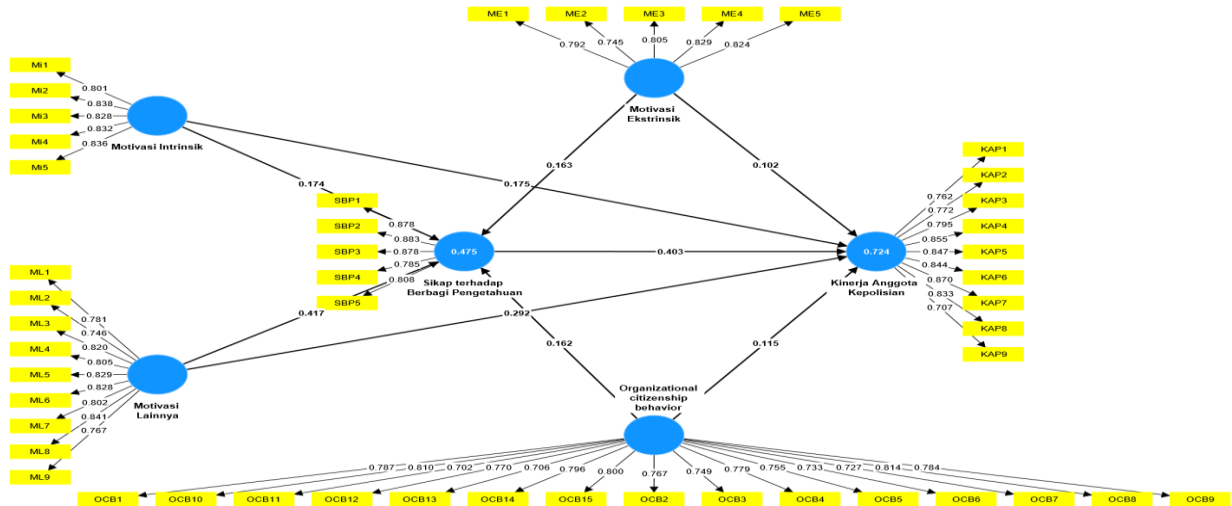 ME1
ME2
ME3
ME4
ME5
0.792
0.745
0.805
0.829
0.824
Motivasi
Ekstrinsik
Mi1
Mi2
Mi3
Mi4
Mi5
0.801
0.838
0.828
0.832
0.836
Motivasi Intrinsik
0.174
0.175
0.163
0.102
SBP1
SBP2
SBP3
SBP4
SBP5
0.878
0.883
0.878
0.785
0.808
0.475
Sikap terhadap
Berbagi Pengetahuan
0.403
0.724
Kinerja Anggota
Kepolisian
KAP1
KAP2
KAP3
KAP4
KAP5
KAP6
KAP7
KAP8
KAP9
0.762
0.772
0.795
0.855
0.847
0.844
0.870
0.833
0.707
ML1
ML2
ML3
ML4
ML5
ML6
ML7
ML8
ML9
0.781
0.746
0.820
0.805
0.829
0.828
0.802
0.841
0.767
Motivasi
Lainnya
0.417
0.292
0.162
0.115
Organizational
citizenship
behavior
0.787
0.810
0.702
0.770
0.706
0.796
0.800
0.767
0.749
0.779
0.755
0.733
0.727
0.814
0.784
OCB1
OCB10
OCB11
OCB12
OCB13
OCB14
OCB15
OCB2
OCB3
OCB4
OCB5
OCB6
OCB7
OCB8
OCB9